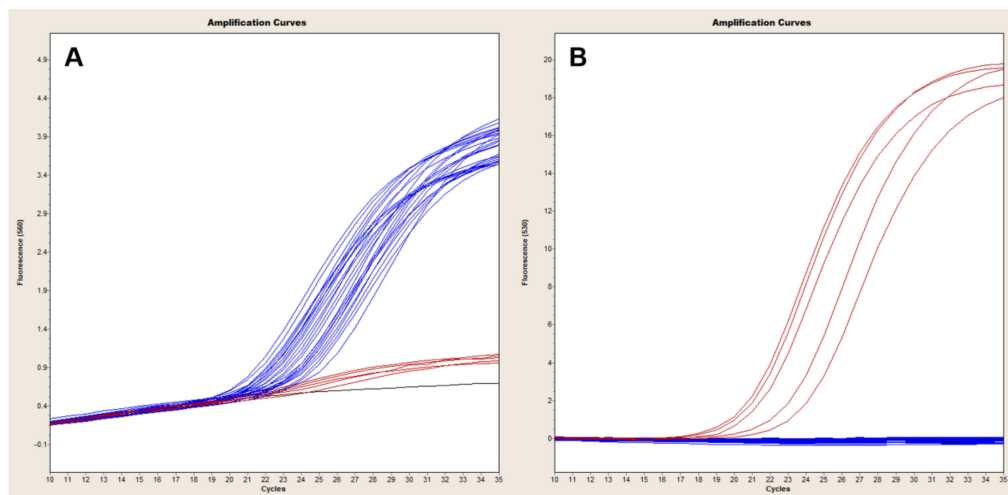 Amplification Curves
A
Fluorescence (560)
4.9
4.4
3.9
3.4
2.9
2.4
1.9
1.4
0.9
0.4
-0.1
10 11 12 13 14 15 16 17 18 19 20 21 22 23 24 25 26 27 28 29 30 31 32 33 34 35
Cycles
Amplification Curves
B
Fluorescence (530)
20
18
16
14
12
10
8
6
4
2
0
10 11 12 13 14 15 16 17 18 19 20 21 22 23 24 25 26 27 28 29 30 31 32 33 34 35
Cycles